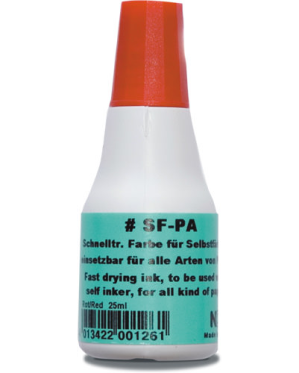 # SF-PA
Schnelltr. Farbe für
einsetzbar für alle Arten von
Fast drying ink, to be used
self inker, for all kind of
Rot/Red 25ml
013422 001261